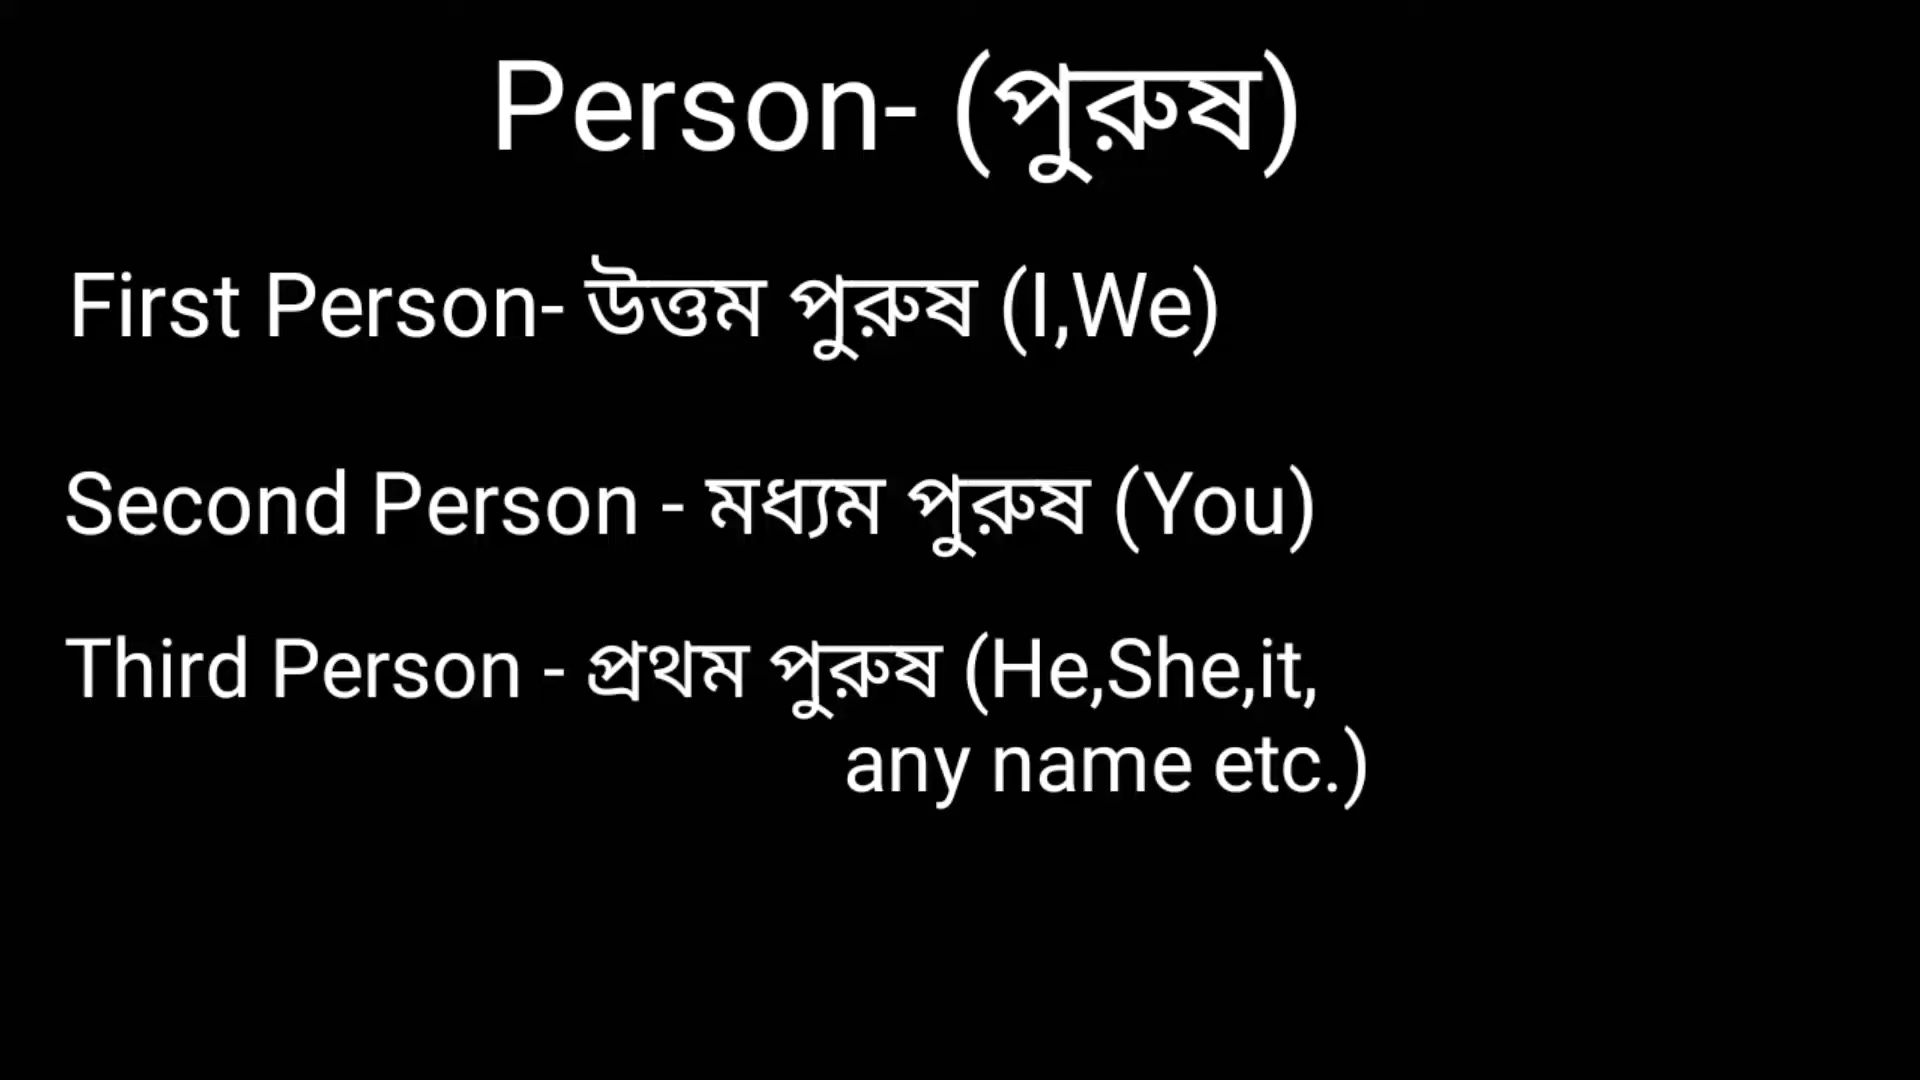 Person- (পুরুষ)
First Person- উত্তম পুরুষ (I,We)
Second Person - মধ্যম পুরুষ (You)
Third Person - প্রথম পুরুষ (He,She,it,
any name etc.)